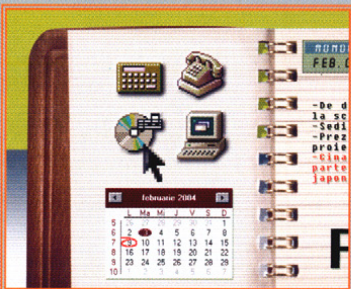 FEB.
-De d
la sc
-Sedi
-Prez
proie
-Cina
parte
japon
februarie 2004
L Ma Mi J V S D
5 26 27 28 29 30 31 1
6 2 3 4 5 6 7 8
7 9 10 11 12 13 14 15
8 16 17 18 19 20 21 22
9 23 24 25 26 27 28 29
10 1 2 3 4 5 6 7